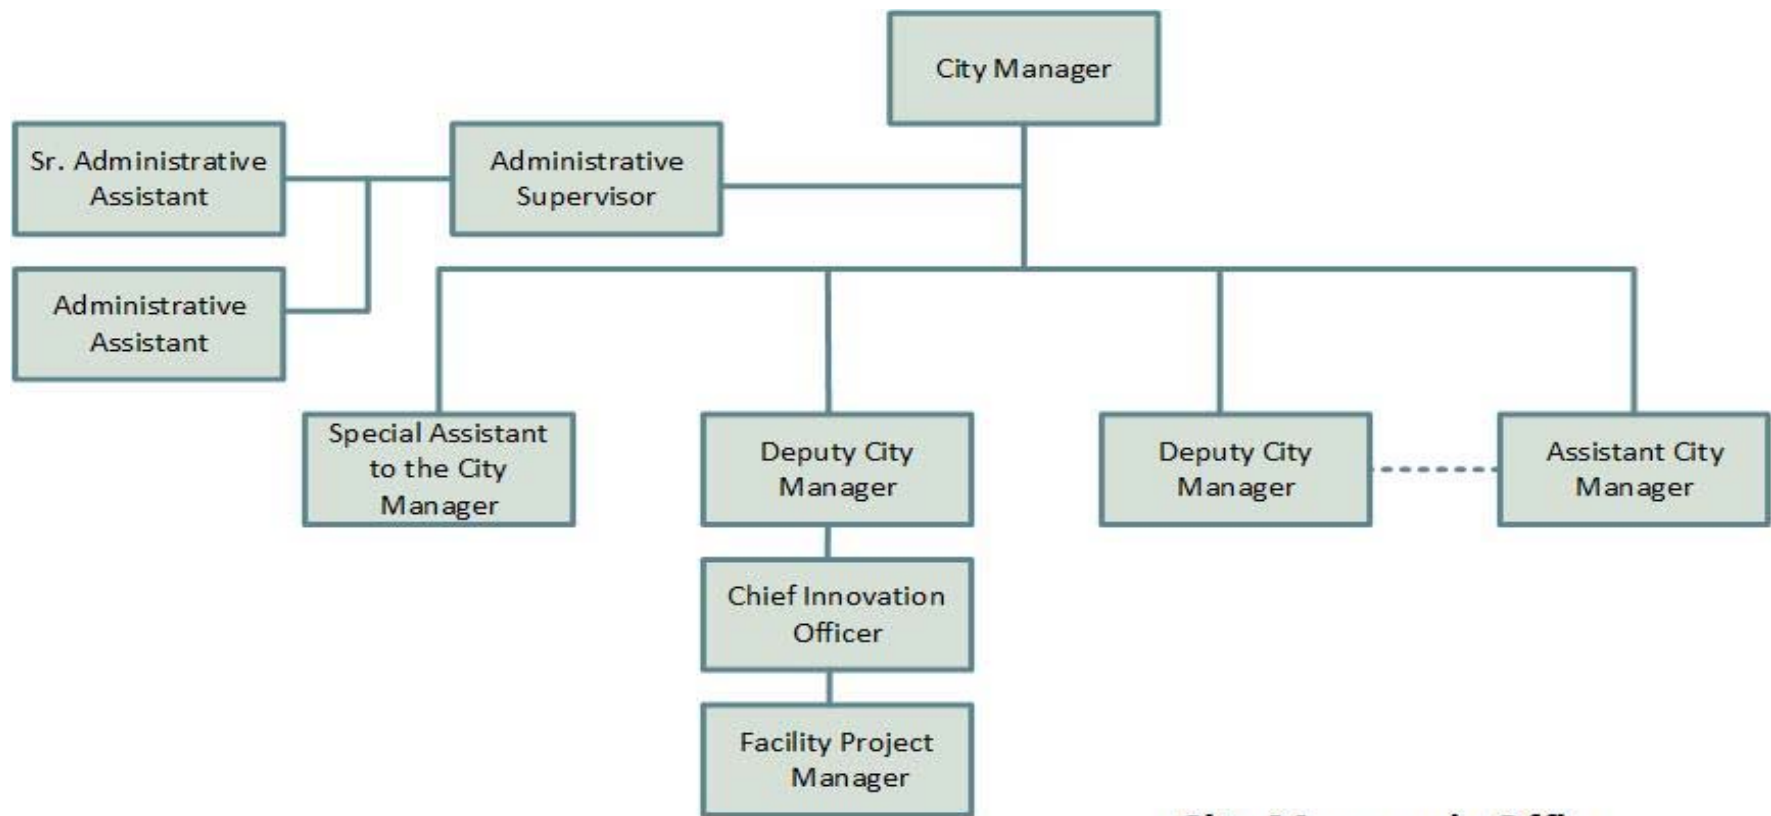 City Manager
Sr. Administrative
Assistant
Administrative
Supervisor
Administrative
Assistant
Special Assistant
to the City
Manager
Deputy City
Manager
Deputy City
Manager
Assistant City
Manager
Chief Innovation
Officer
Facility Project
Manager